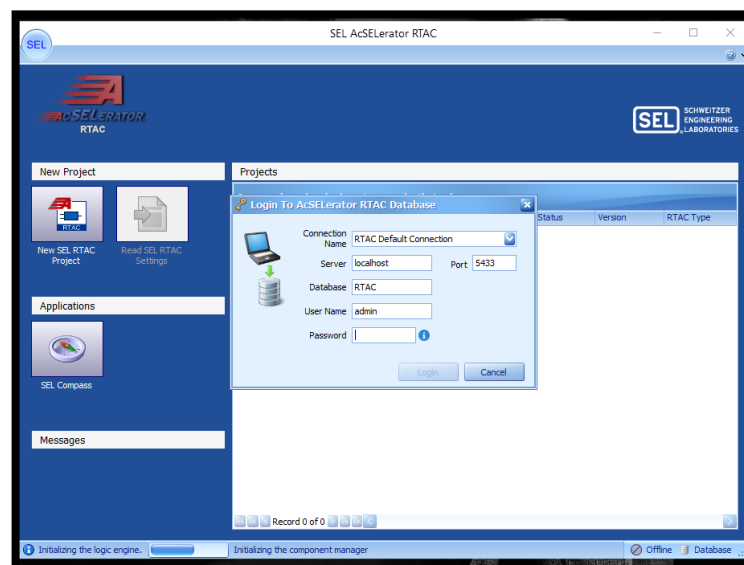 SEL AcSELerator RTAC
SEL
ACSELERATOR
RTAC
SEL SCHWEITZER
ENGINEERING
LABORATORIES
New Project
New SEL RTAC
Project
Read SEL RTAC
Settings
Applications
SEL Compass
Messages
Projects
Status Version RTAC Type
Login To AcSELerator RTAC Database
Connection
Name RTAC Default Connection
Server localhost Port 5433
Database RTAC
User Name admin
Password
Login Cancel
Record 0 of 0
Initializing the logic engine. Initializing the component manager Offline Database